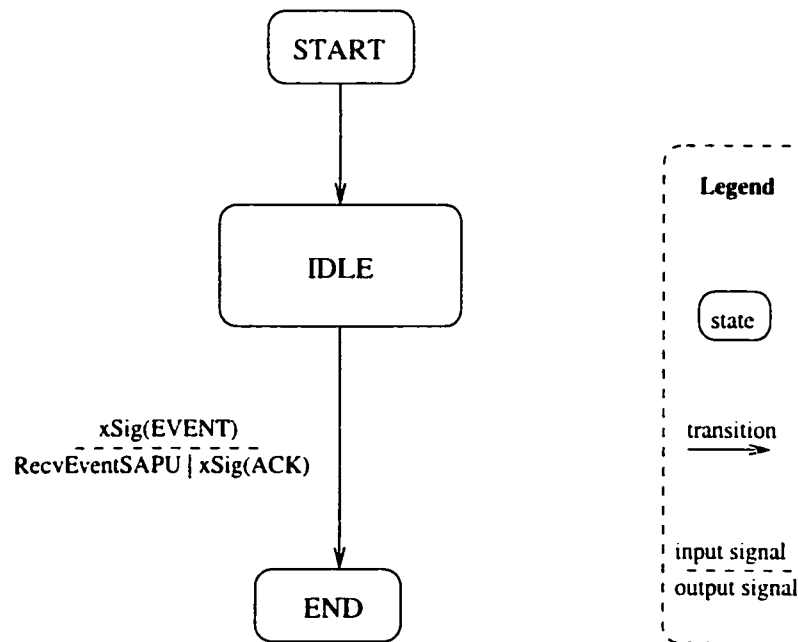 START
IDLE
xSig(EVENT)
RecvEventSAPU | xSig(ACK)
END
Legend
state
transition
input signal
output signal